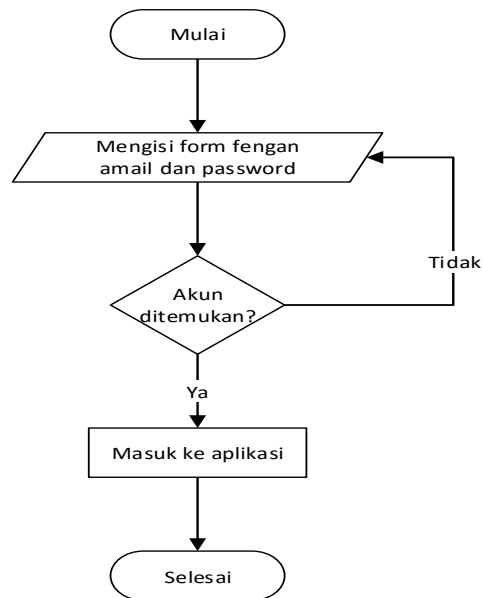 Mulai
Mengisi form fengan
amail dan password
Tidak
Akun
ditemukan?
Ya
Masuk ke aplikasi
Selesai